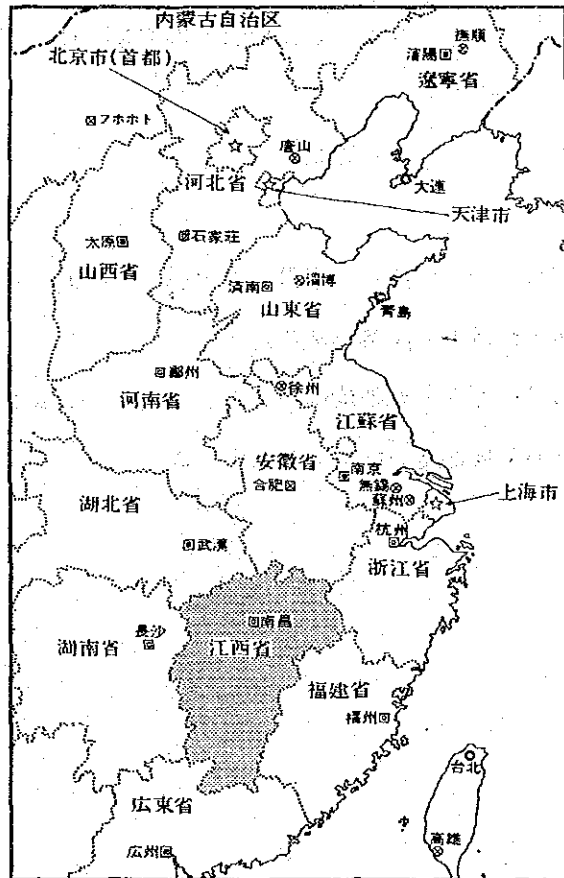 内蒙古自治区
撫順
北京市(首都)
瀋陽
遼寧省
フホホト
唐山
河北省
大連
天津市
石家荘
太原
山西省
済南
淄博
山東省
青島
鄭州
河南省
徐州
江蘇省
安徽省
南京
合肥
無錫
蘇州
上海市
湖北省
杭州
武漢
浙江省
南昌
長沙
湖南省
江西省
福建省
福州
台北
広東省
広州
高雄